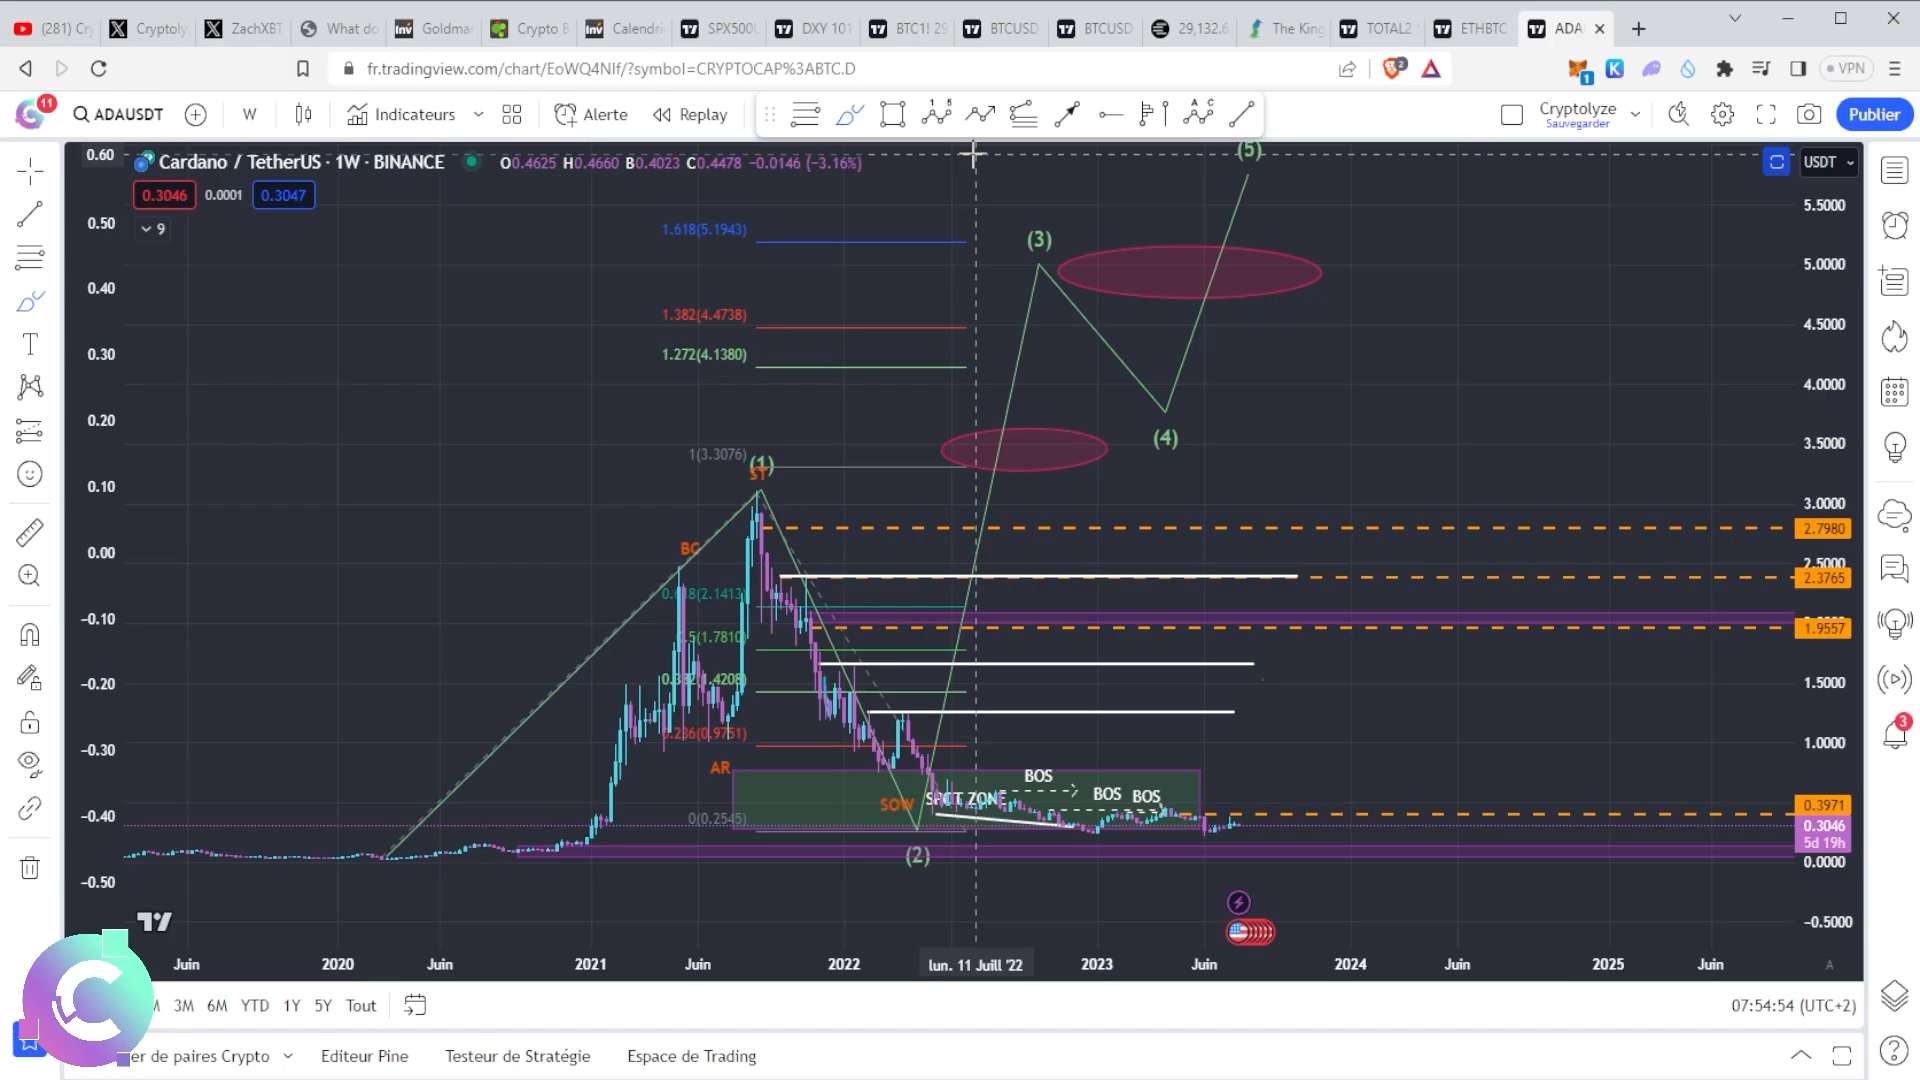 (281) Cry
Cryptoly
ZachXBT
What do
Goldmar
Crypto B
Calendri
SPX500U
DXY 101
BTC1! 29
BTCUSD
BTCUSD
29,132.6
The King
TOTAL2
ETHBTC
ADA
fr.tradingview.com/chart/EoWQ4NIf/?symbol=CRYPTOCAP%3ABTC.D
2
1
VPN
11
ADAUSDT
W
Indicateurs
Alerte
Replay
Cryptolyze
Sauvegarder
Publier
Cardano / TetherUS · 1W · BINANCE
O0.4625 H0.4660 B0.4023 C0.4478 −0.0146 (−3.16%)
USDT
0.3046
0.0001
0.3047
9
0.60
0.50
0.40
0.30
0.20
0.10
0.00
−0.10
−0.20
−0.30
−0.40
−0.50
1.618(5.1943)
1.382(4.4738)
1.272(4.1380)
1(3.3076)
0.5(1.7810)
0.236(0.9751)
0(0.2545)
(1)
ST
BC
AR
SOW
SPOT ZONE
BOS
BOS
BOS
(2)
(3)
(4)
(5)
5.5000
5.0000
4.5000
4.0000
3.5000
3.0000
2.7980
2.5000
2.3765
1.9557
1.5000
1.0000
0.3971
0.3046
5d 19h
0.0000
−0.5000
3
Juin
2020
Juin
2021
Juin
2022
lun. 11 Juill '22
2023
Juin
2024
Juin
2025
Juin
A
3M
6M
YTD
1Y
5Y
Tout
07:54:54 (UTC+2)
er de paires Crypto
Editeur Pine
Testeur de Stratégie
Espace de Trading